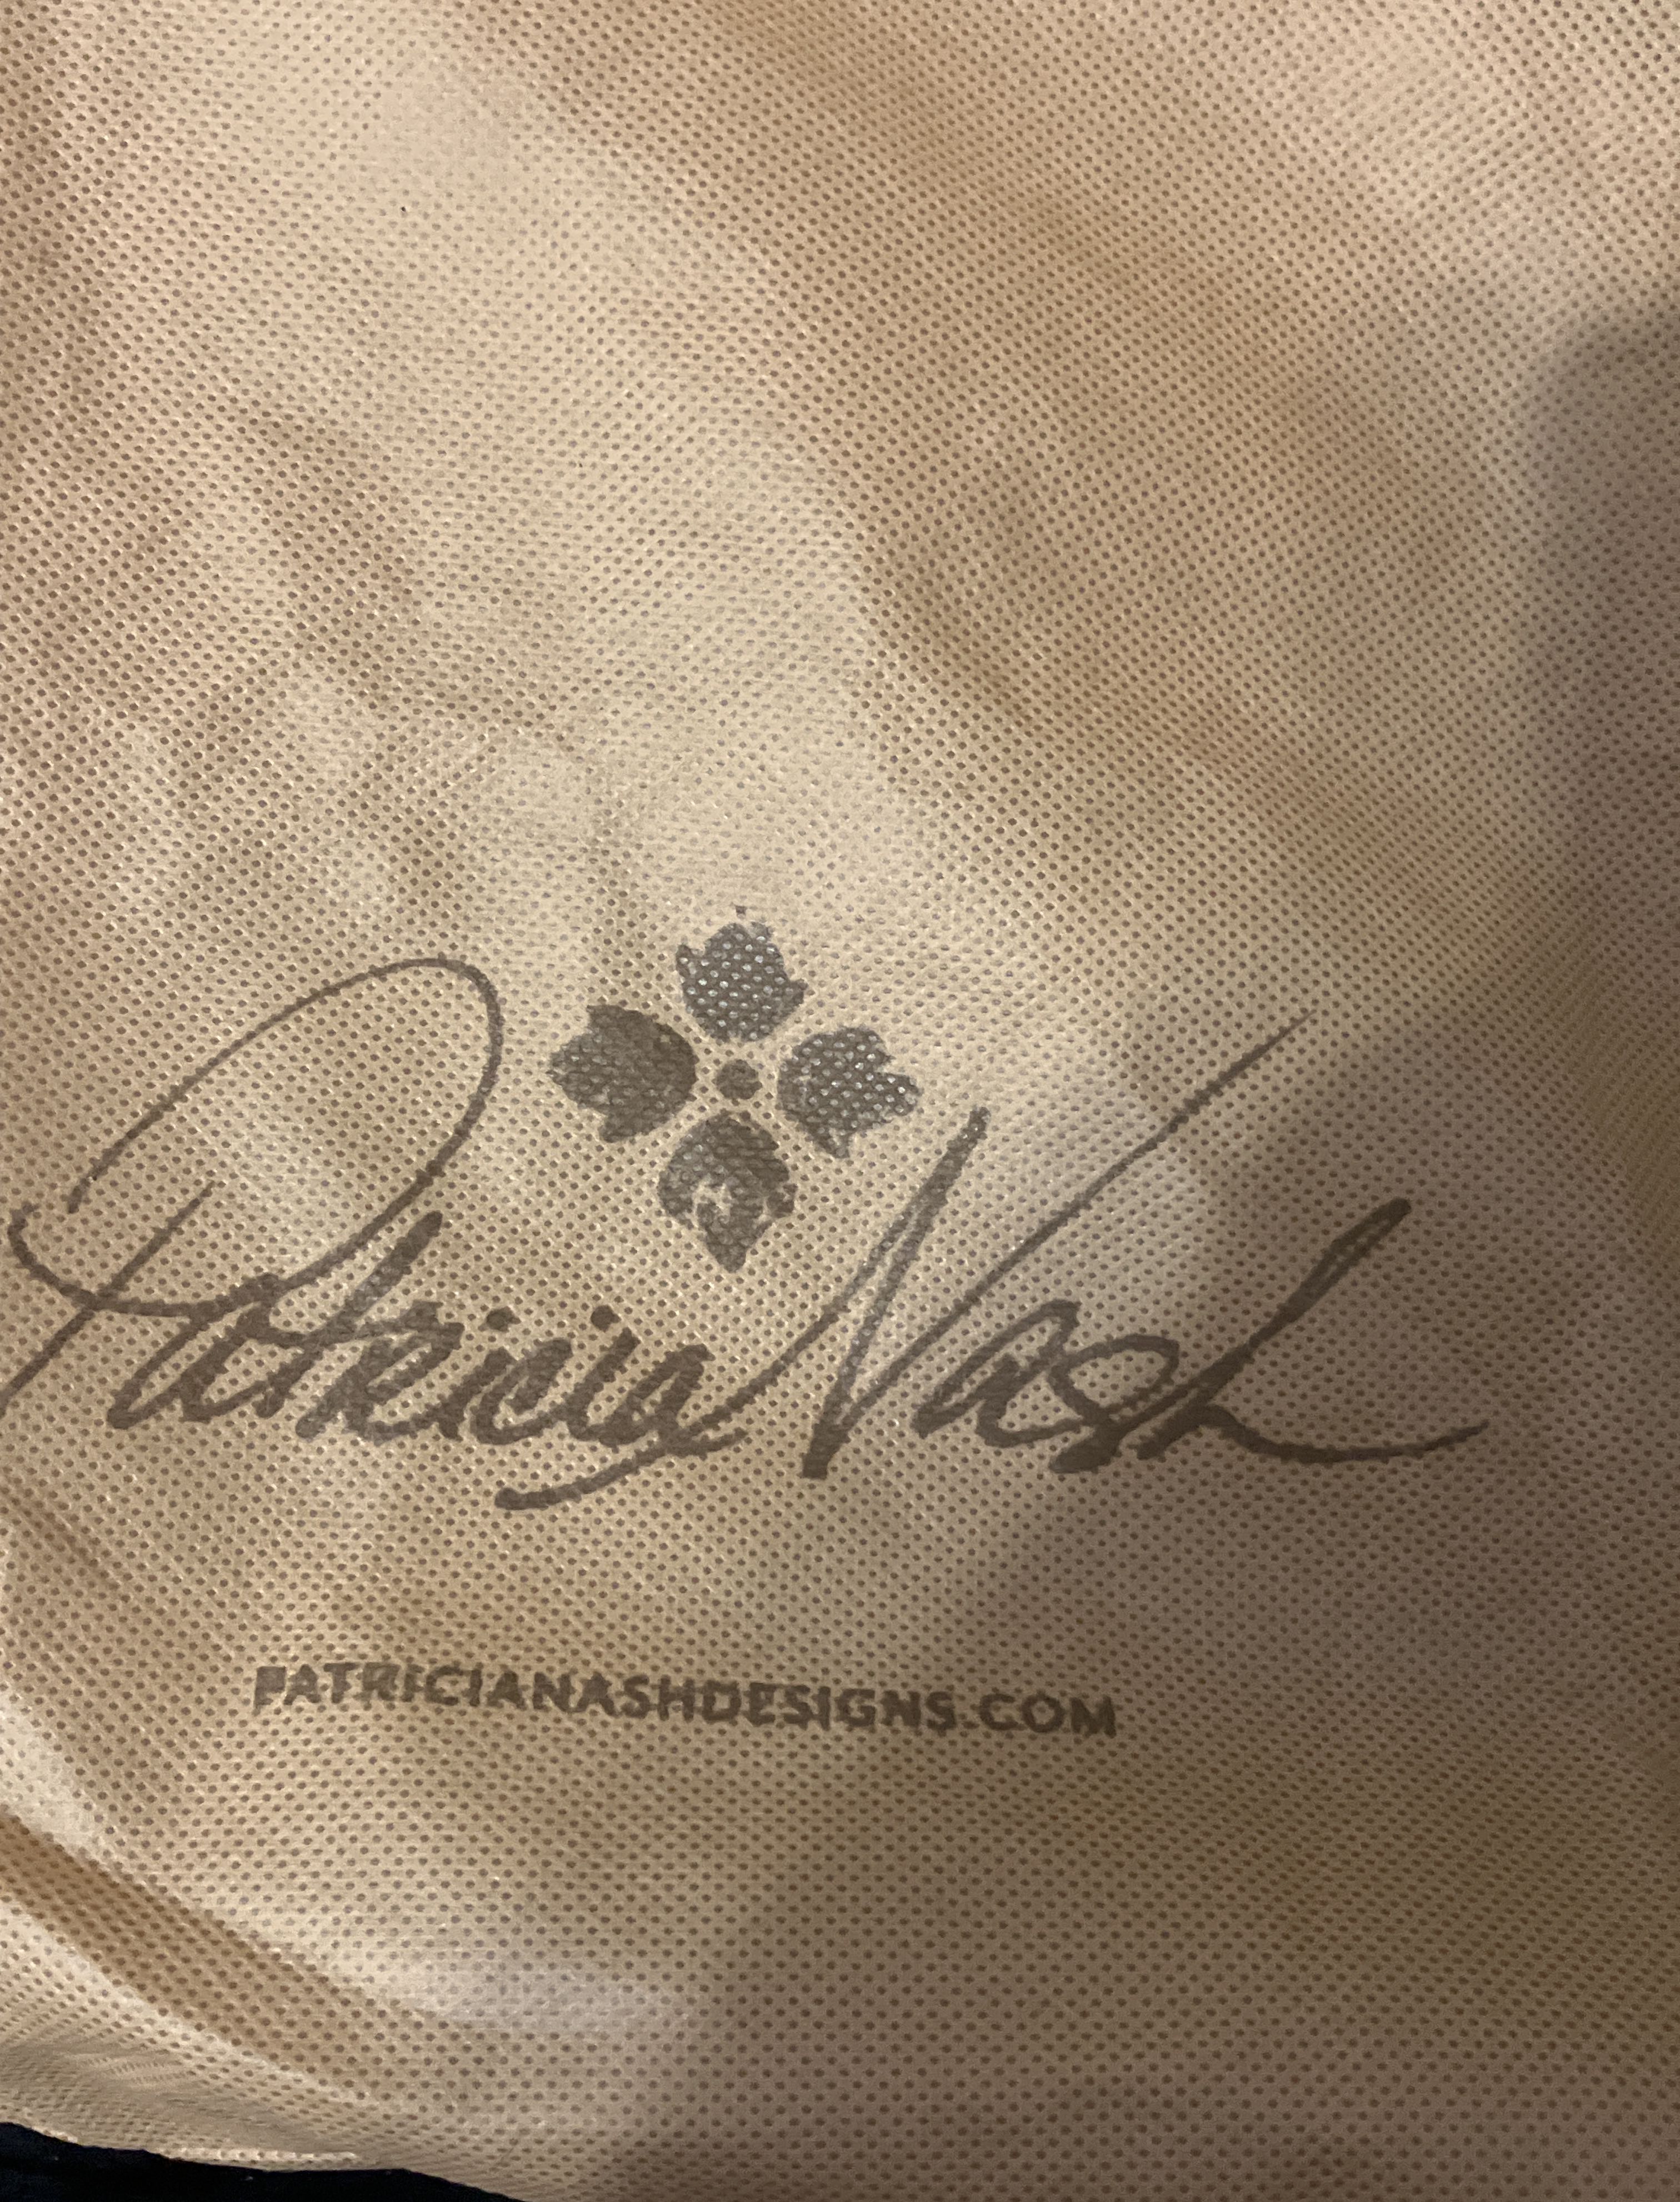 Patricia Nash
PATRICIANASHDESIGNS.COM